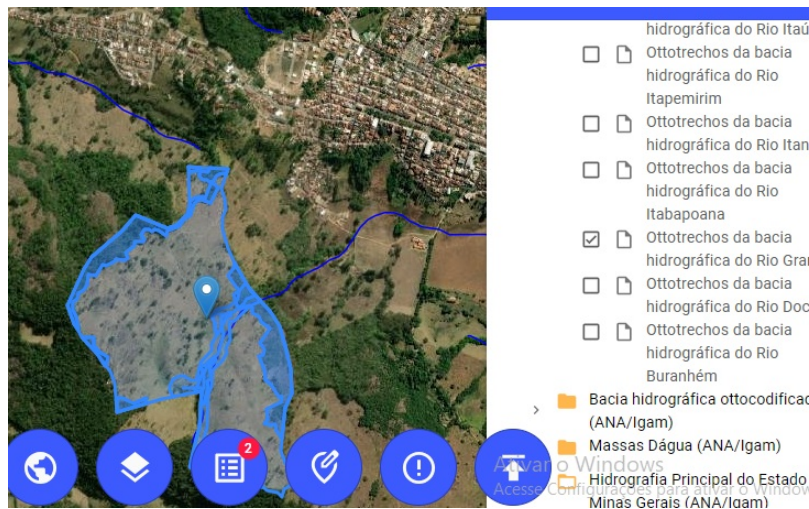 hidrográfica do Rio Itaú
Ottotrechos da bacia
hidrográfica do Rio
Itapemirim
Ottotrechos da bacia
hidrográfica do Rio Itan
Ottotrechos da bacia
hidrográfica do Rio
Itabapoana
Ottotrechos da bacia
hidrográfica do Rio Gran
Ottotrechos da bacia
hidrográfica do Rio Doc
Ottotrechos da bacia
hidrográfica do Rio
Buranhém
Bacia hidrográfica ottocodificad
(ANA/Igam)
Massas Dágua (ANA/Igam)
Ativar o Windows
Hidrografia Principal do Estado
Acesse Configurações para ativar o Windows
Minas Gerais (ANA/Igam)
2